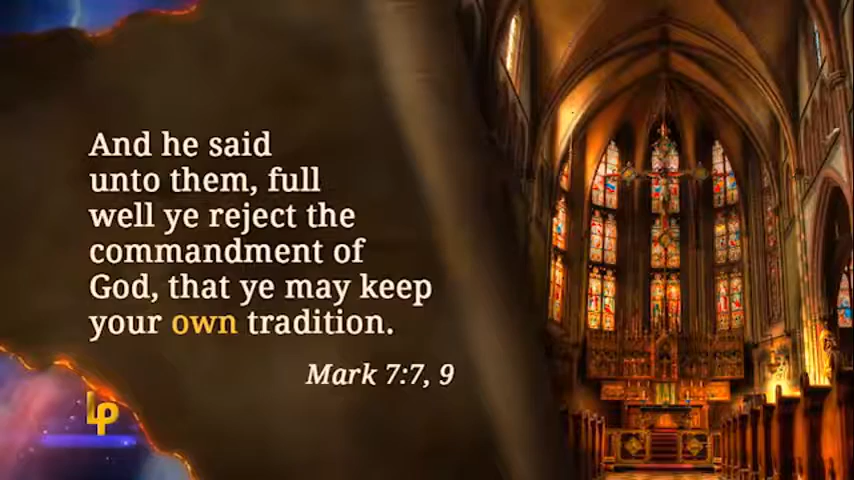 And he said
unto them, full
well ye reject the
commandment of
God, that ye may keep
your own tradition.
Mark 7:7, 9
LP